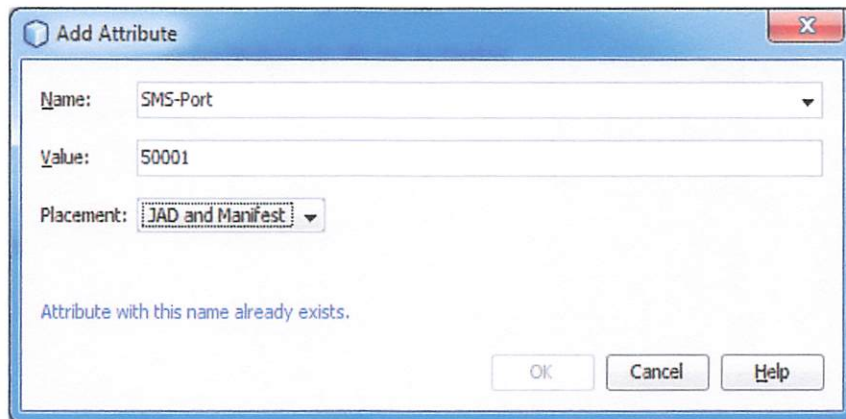 Add Attribute
Name: SMS-Port
Value: 50001
Placement: JAD and Manifest
Attribute with this name already exists.
OK Cancel Help